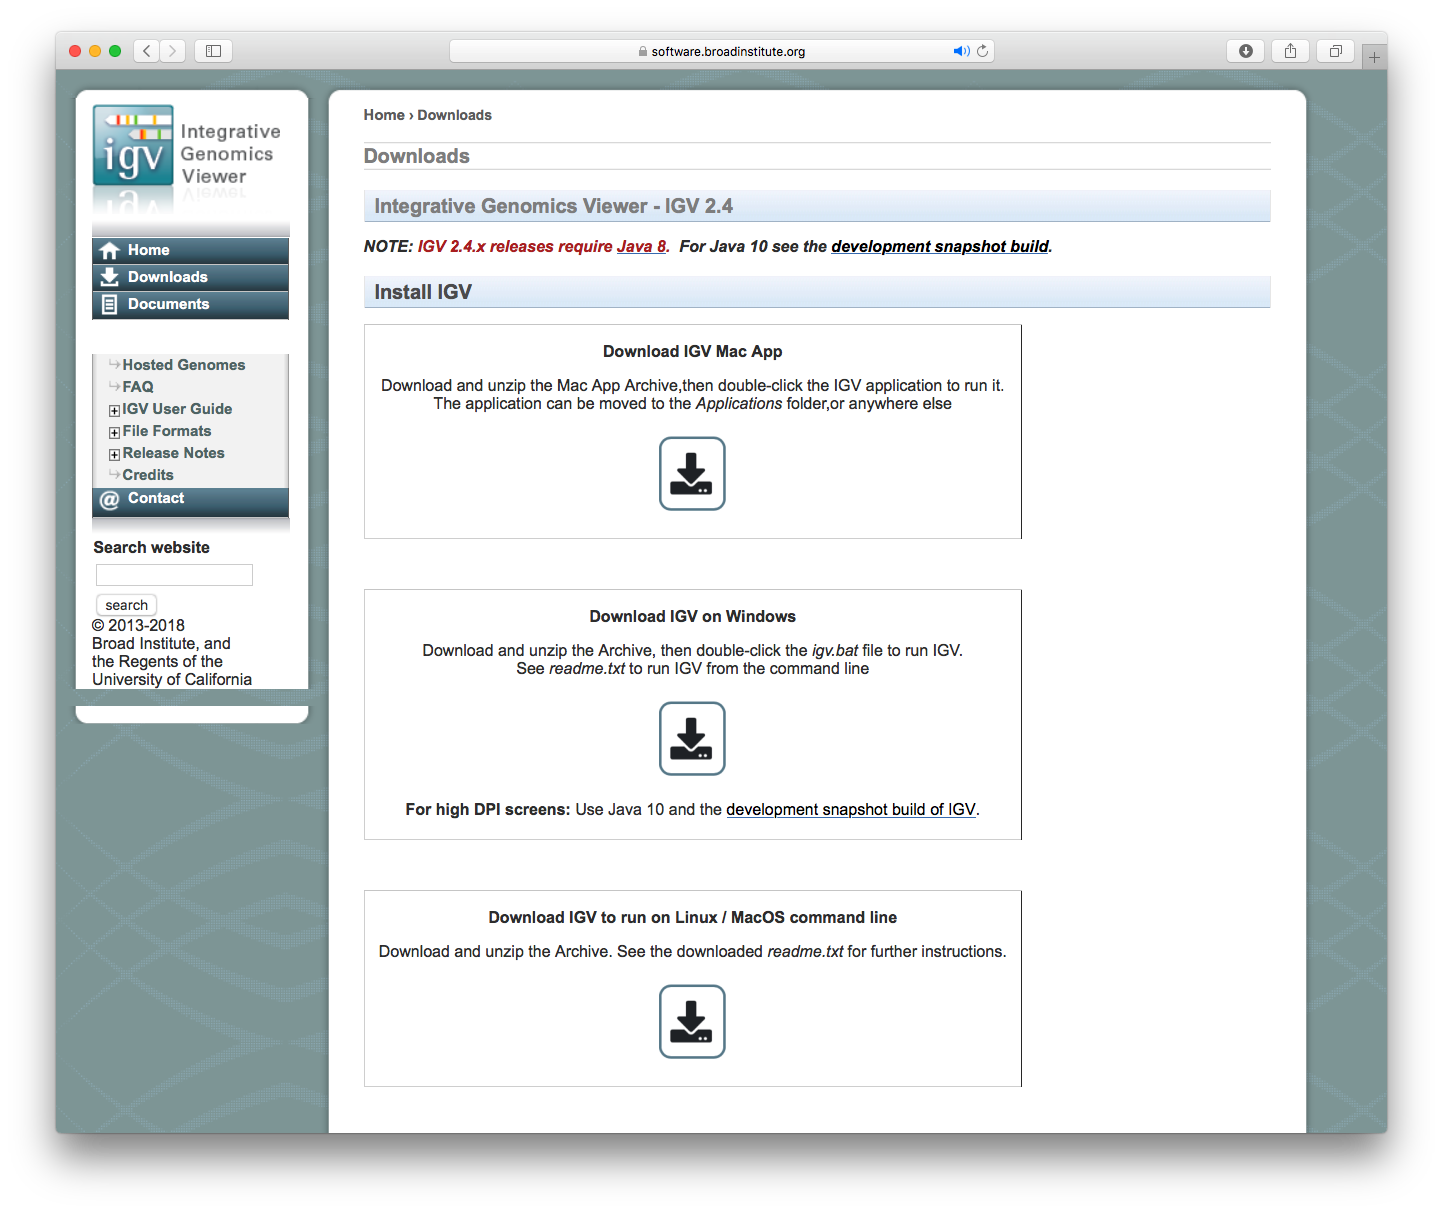 software.broadinstitute.org
igv
Integrative
Genomics
Viewer
Home
Downloads
Documents
Hosted Genomes
FAQ
IGV User Guide
File Formats
Release Notes
Credits
@ Contact
Search website
search
© 2013-2018
Broad Institute, and
the Regents of the
University of California
Home › Downloads
Downloads
Integrative Genomics Viewer - IGV 2.4
NOTE: IGV 2.4.x releases require Java 8. For Java 10 see the development snapshot build.
Install IGV
Download IGV Mac App
Download and unzip the Mac App Archive,then double-click the IGV application to run it.
The application can be moved to the Applications folder,or anywhere else
Download IGV on Windows
Download and unzip the Archive, then double-click the igv.bat file to run IGV.
See readme.txt to run IGV from the command line
For high DPI screens: Use Java 10 and the development snapshot build of IGV.
Download IGV to run on Linux / MacOS command line
Download and unzip the Archive. See the downloaded readme.txt for further instructions.